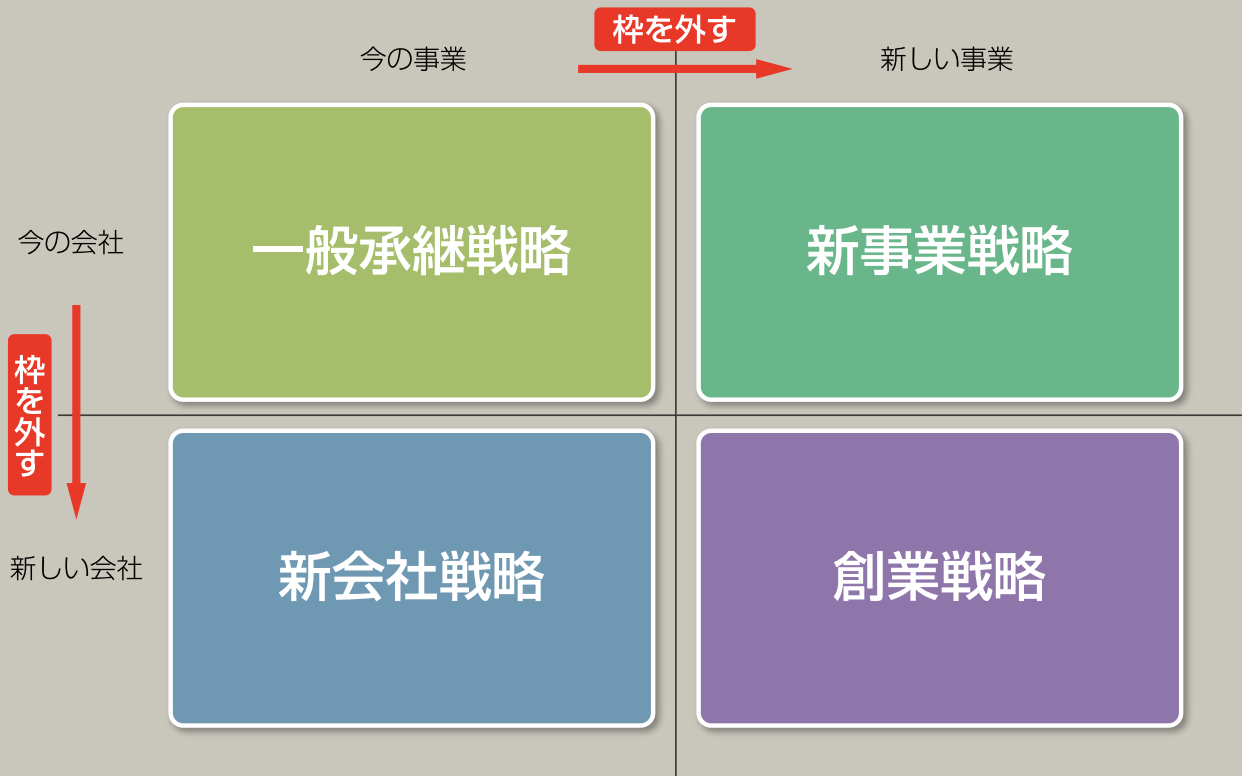 枠を外す
今の事業
新しい事業
今の会社
一般承継戦略
新事業戦略
枠を外す
新しい会社
新会社戦略
創業戦略